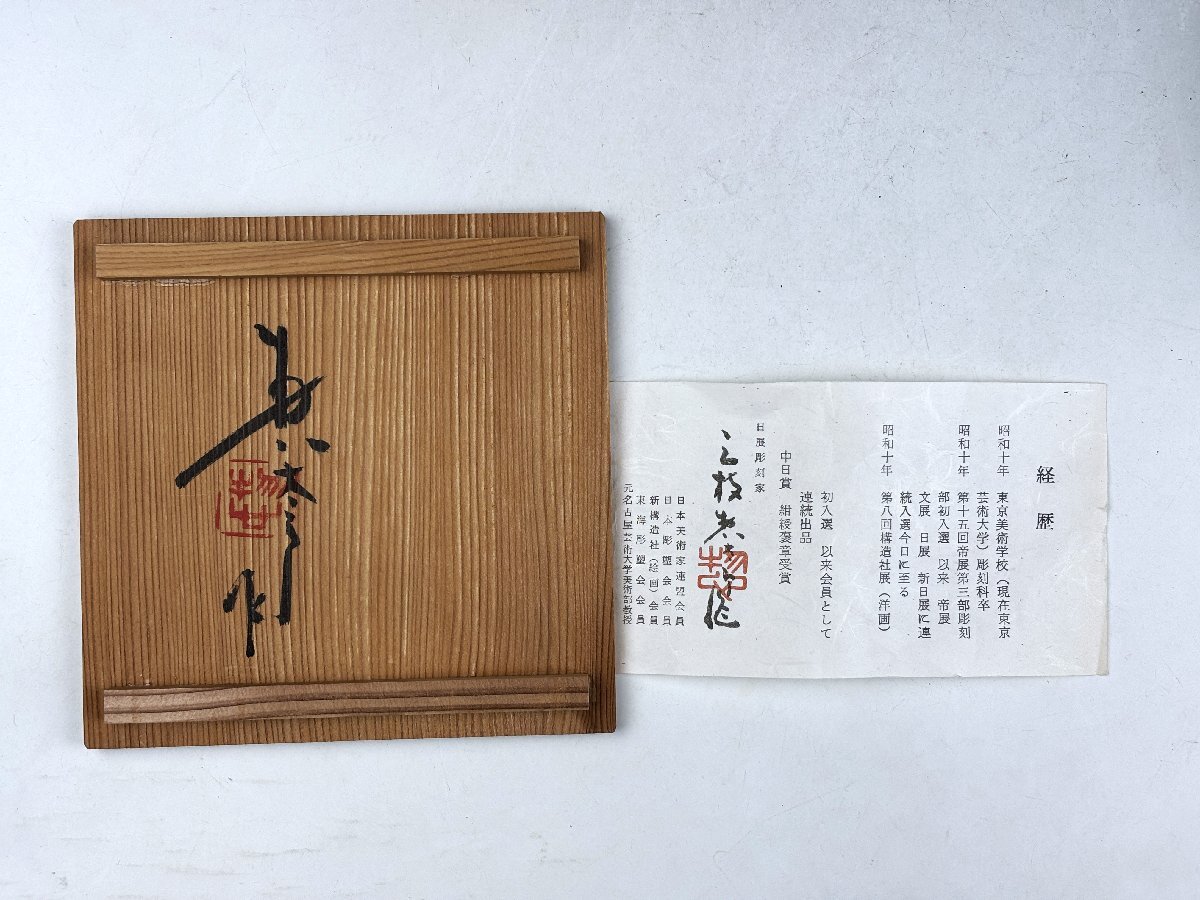 経歴
昭和十年 東京美術学校（現在東京
芸術大学）彫刻科卒
昭和十年 第十五回帝展第三部彫刻
部初入選 以来 帝展
文展 日展 新日展に連
続入選今日に至る
昭和十年 第八回構造社展（洋画）
初入選 以来会員として
連続出品
中日賞 紺綬褒章受賞
日展彫刻家
三枝惣太郎作
日本美術家連盟会員
日本彫塑会会員
新構造社（絵画）会員
東海彫塑会会員
元名古屋芸術大学美術部教授
作